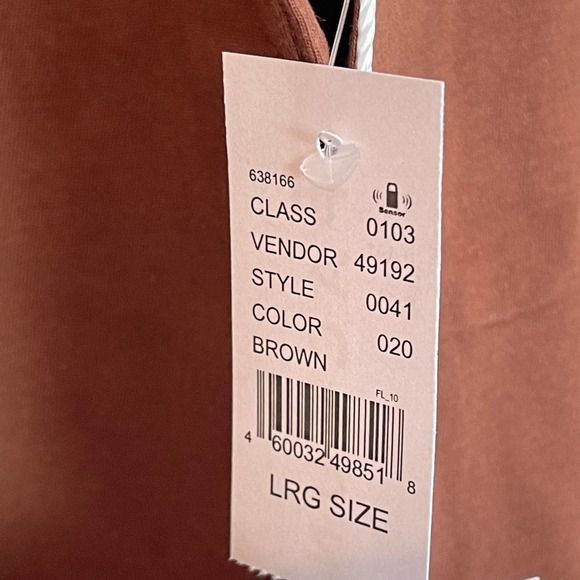 638166
Sensor
CLASS 0103
VENDOR 49192
STYLE 0041
COLOR 020
BROWN
FL_10
4 60032 49851 8
LRG SIZE